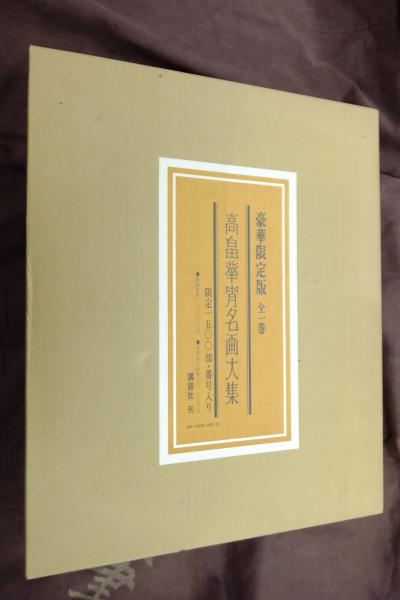 豪華限定版 全一巻
高畠華宵名画大集
限定一五〇〇部・番号入り
講談社 刊